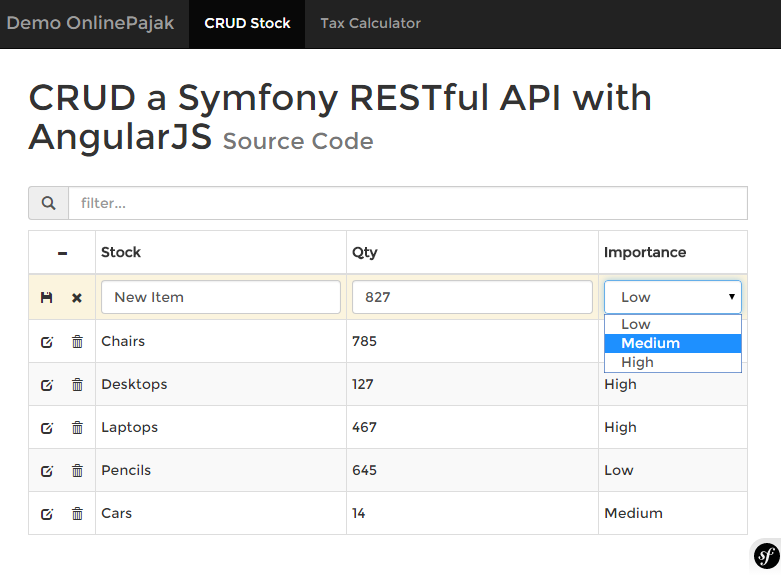 Demo OnlinePajak CRUD Stock Tax Calculator
CRUD a Symfony RESTful API with
AngularJS Source Code
filter...
Stock Qty Importance
New Item 827 Low
Low
Medium
High
Chairs 785
Desktops 127 High
Laptops 467 High
Pencils 645 Low
Cars 14 Medium
sf